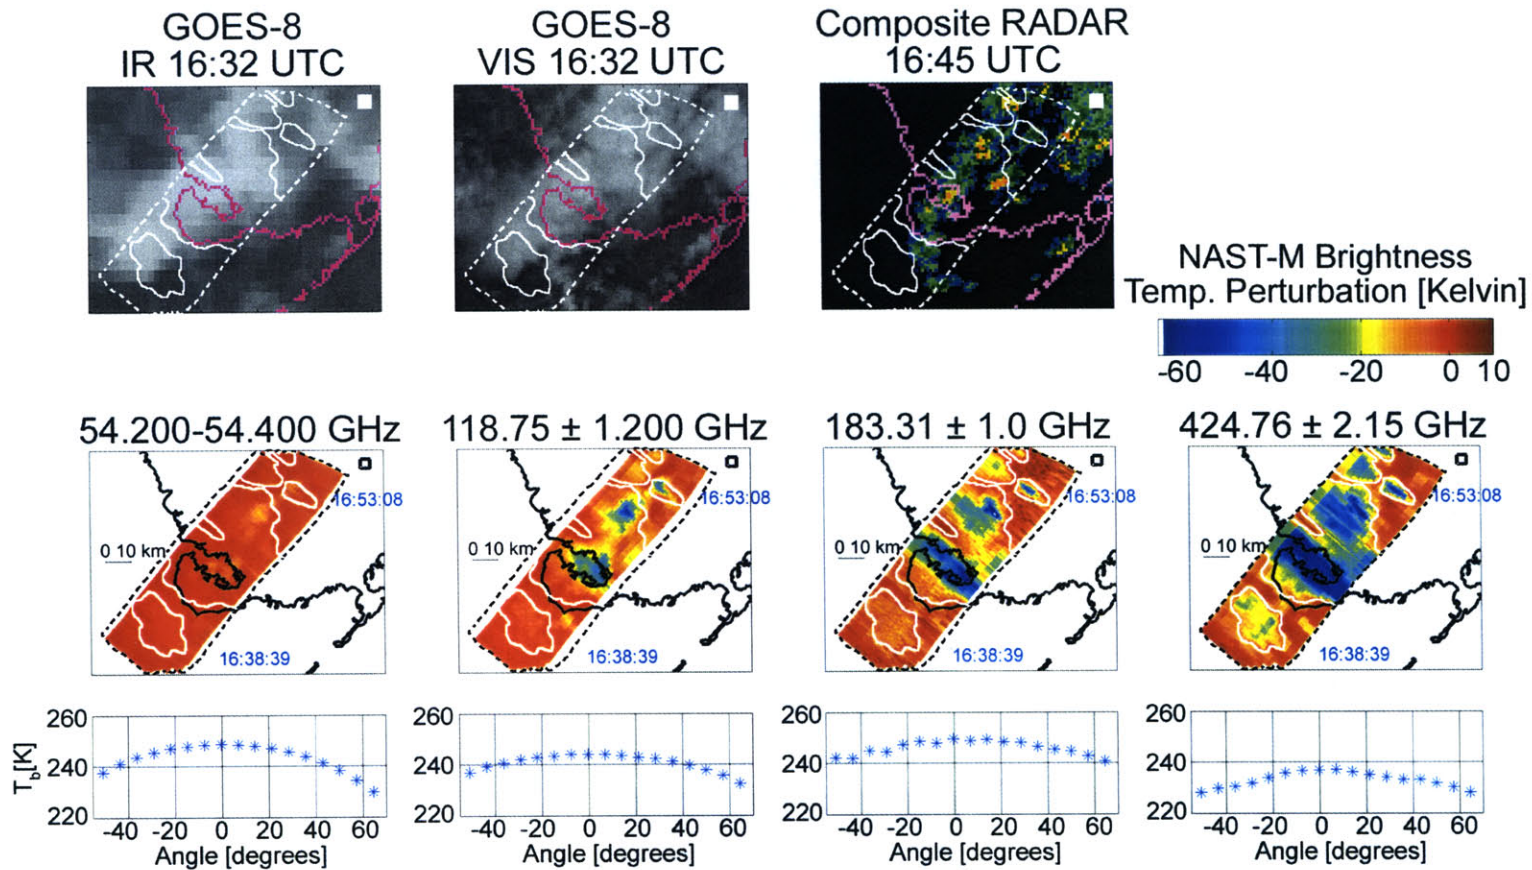 GOES-8
IR 16:32 UTC
GOES-8
VIS 16:32 UTC
Composite RADAR
16:45 UTC
NAST-M Brightness
Temp. Perturbation [Kelvin]
-60 -40 -20 0 10
54.200-54.400 GHz
16:53:08
0 10 km
16:38:39
118.75 ± 1.200 GHz
16:53:08
0 10 km
16:38:39
183.31 ± 1.0 GHz
16:53:08
0 10 km
16:38:39
424.76 ± 2.15 GHz
16:53:08
0 10 km
16:38:39
Tb[K]
260
240
220
-40 -20 0 20 40 60
Angle [degrees]
260
240
220
-40 -20 0 20 40 60
Angle [degrees]
260
240
220
-40 -20 0 20 40 60
Angle [degrees]
260
240
220
-40 -20 0 20 40 60
Angle [degrees]